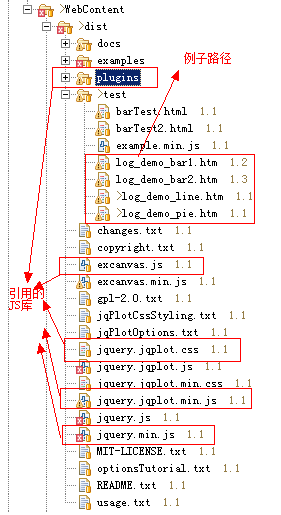 >WebContent
>dist
docs
examples
plugins
>test
例子路径
barTest.html 1.1
barTest2.html 1.1
example.min.js 1.1
log_demo_bar1.htm 1.2
log_demo_bar2.htm 1.3
>log_demo_line.htm 1.1
>log_demo_pie.htm 1.1
changes.txt 1.1
copyright.txt 1.1
excanvas.js 1.1
excanvas.min.js 1.1
引用的
JS库
gpl-2.0.txt 1.1
jqPlotCssStyling.txt 1.1
jqPlotOptions.txt 1.1
jquery.jqplot.css 1.1
jquery.jqplot.js 1.1
jquery.jqplot.min.css 1.1
jquery.jqplot.min.js 1.1
jquery.js 1.1
jquery.min.js 1.1
MIT-LICENSE.txt 1.1
optionsTutorial.txt 1.1
README.txt 1.1
usage.txt 1.1